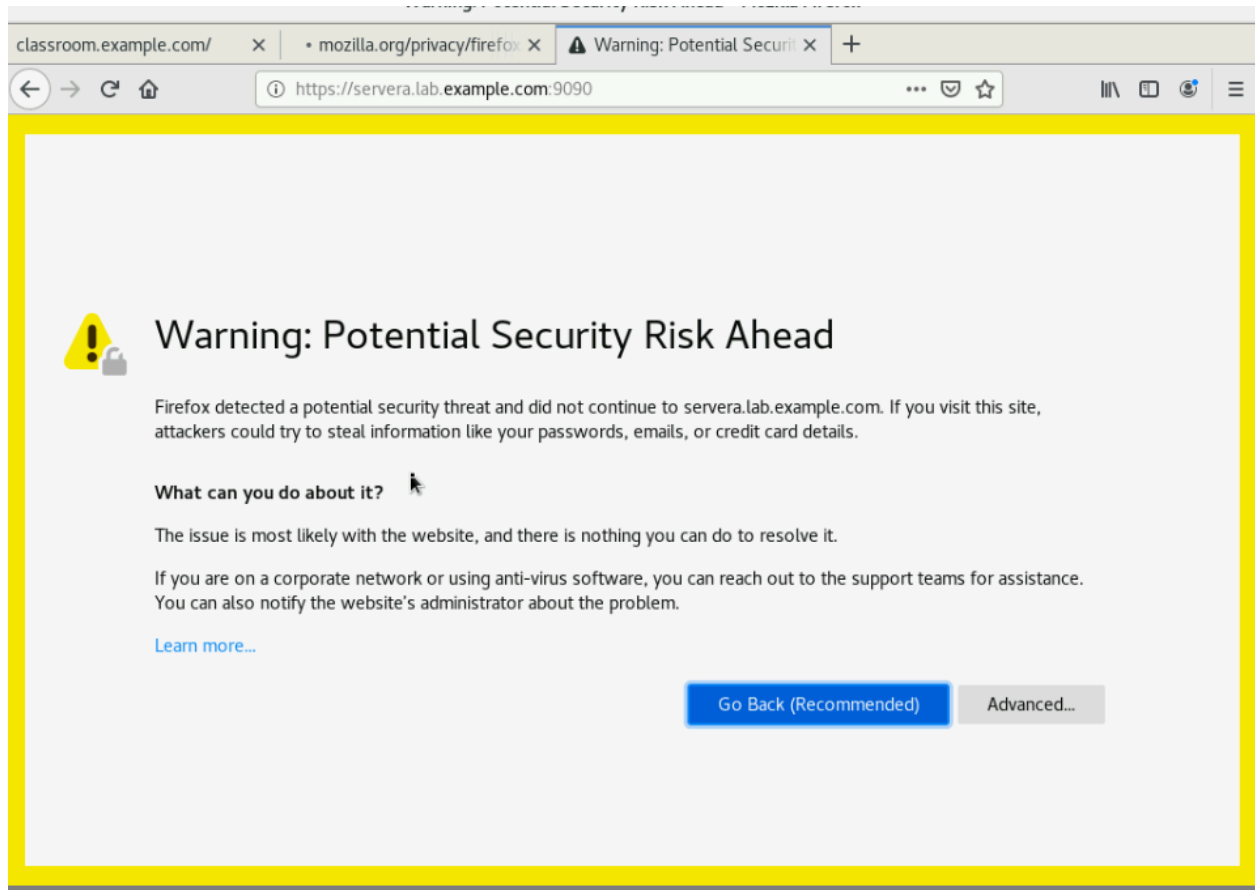 classroom.example.com/
• mozilla.org/privacy/firefox
Warning: Potential Securit
https://servera.lab.example.com:9090
Warning: Potential Security Risk Ahead
Firefox detected a potential security threat and did not continue to servera.lab.example.com. If you visit this site,
attackers could try to steal information like your passwords, emails, or credit card details.
What can you do about it?
The issue is most likely with the website, and there is nothing you can do to resolve it.
If you are on a corporate network or using anti-virus software, you can reach out to the support teams for assistance.
You can also notify the website's administrator about the problem.
Learn more...
Go Back (Recommended)
Advanced...